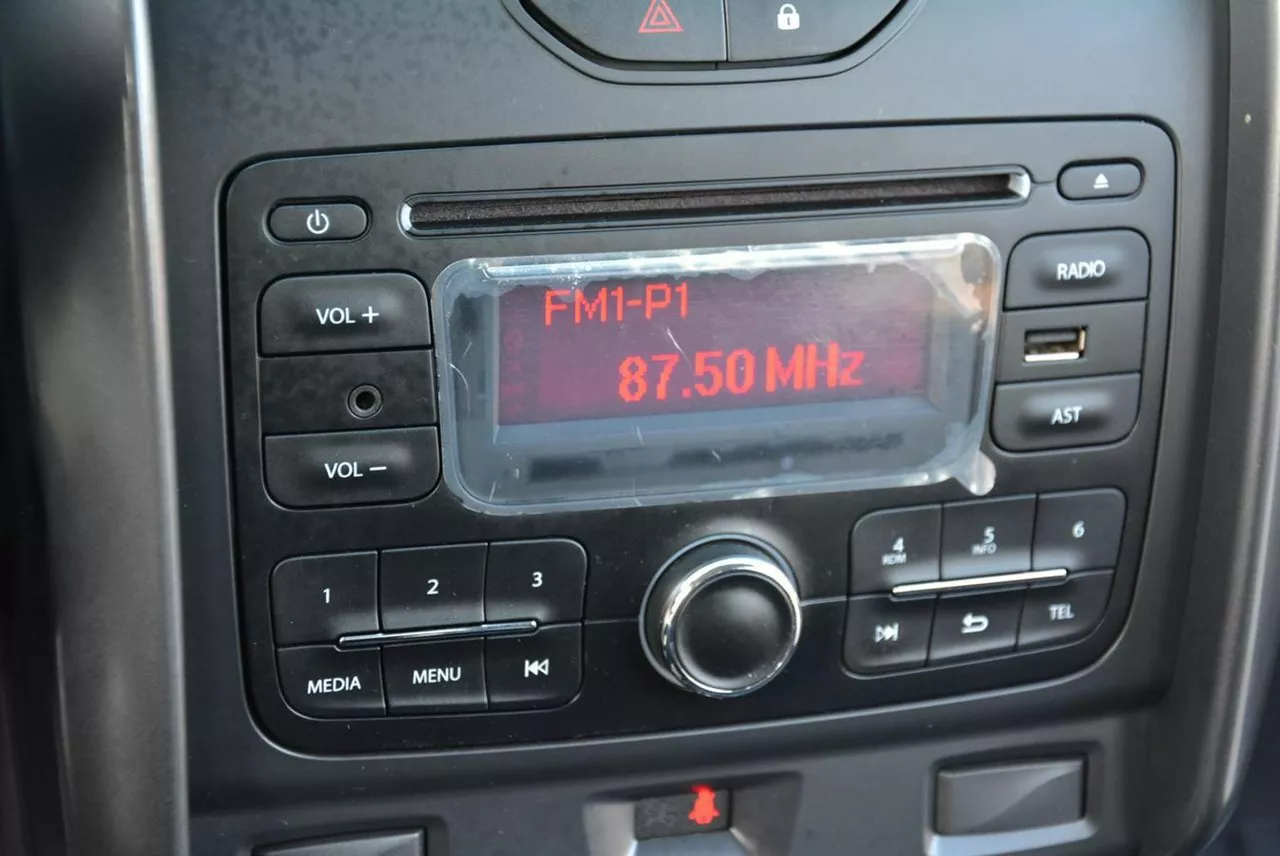 VOL +
VOL −
FM1-P1
87.50 MHz
RADIO
AST
1
2
3
MEDIA
MENU
4
RDM
5
INFO
6
TEL